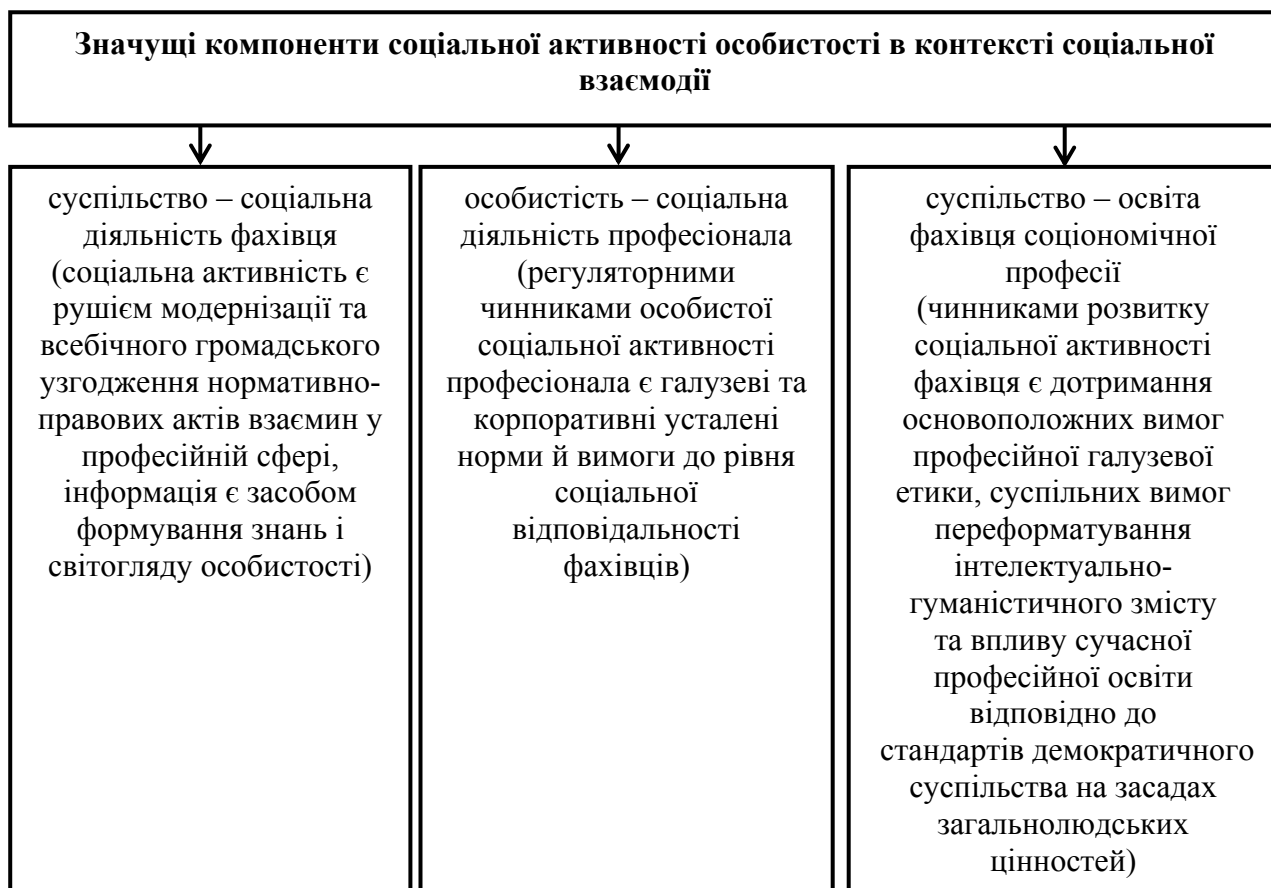 Значущі компоненти соціальної активності особистості в контексті соціальної
взаємодії
суспільство – соціальна
діяльність фахівця
(соціальна активність є
рушієм модернізації та
всебічного громадського
узгодження нормативно-
правових актів взаємин у
професійній сфері,
інформація є засобом
формування знань і
світогляду особистості)
особистість – соціальна
діяльність професіонала
(регуляторними
чинниками особистої
соціальної активності
професіонала є галузеві та
корпоративні усталені
норми й вимоги до рівня
соціальної
відповідальності
фахівців)
суспільство – освіта
фахівця соціономічної
професії
(чинниками розвитку
соціальної активності
фахівця є дотримання
основоположних вимог
професійної галузевої
етики, суспільних вимог
переформатування
інтелектуально-
гуманістичного змісту
та впливу сучасної
професійної освіти
відповідно до
стандартів демократичного
суспільства на засадах
загальнолюдських
цінностей)